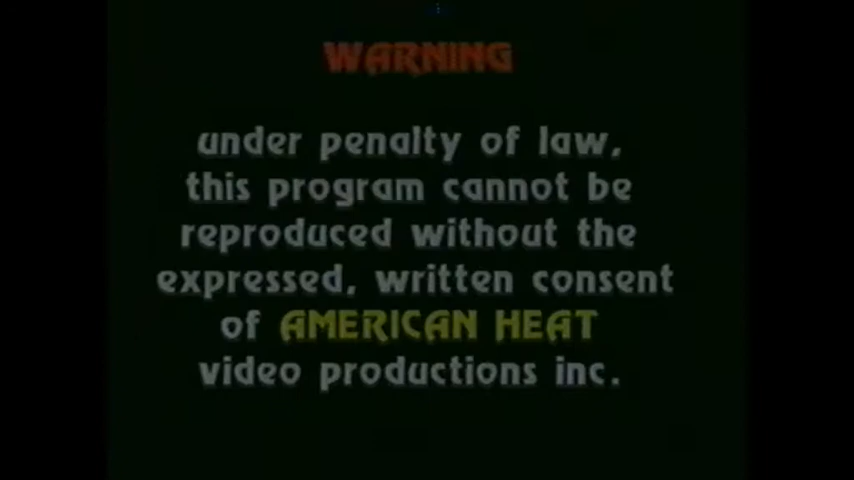 WARNING
under penalty of law,
this program cannot be
reproduced without the
expressed, written consent
of AMERICAN HEAT
video productions inc.